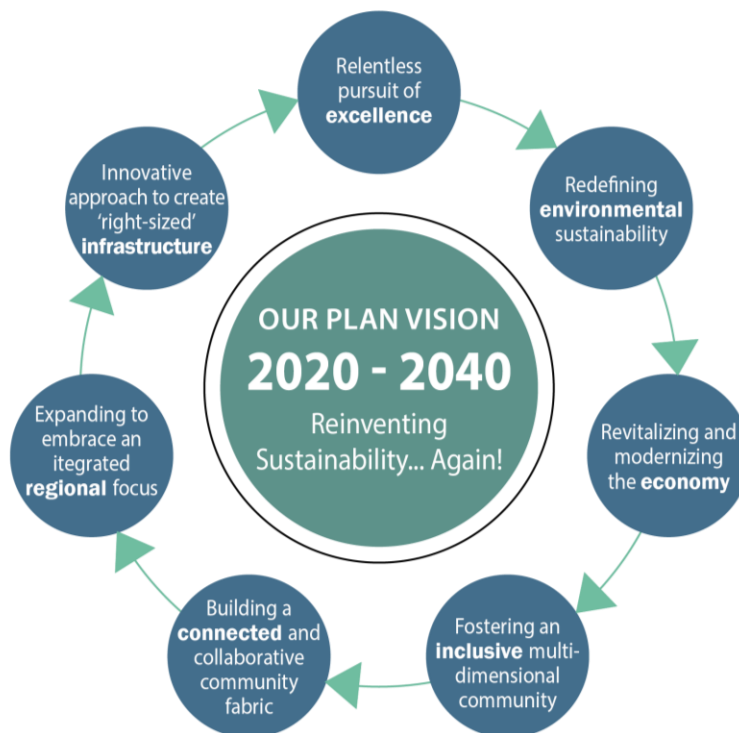 Relentless
pursuit of
excellence
Redefining
environmental
sustainability
Revitalizing and
modernizing
the economy
Fostering an
inclusive multi-
dimensional
community
Building a
connected and
collaborative
community
fabric
Expanding to
embrace an
itegrated
regional focus
Innovative
approach to create
‘right-sized’
infrastructure
OUR PLAN VISION
2020 - 2040
Reinventing
Sustainability... Again!